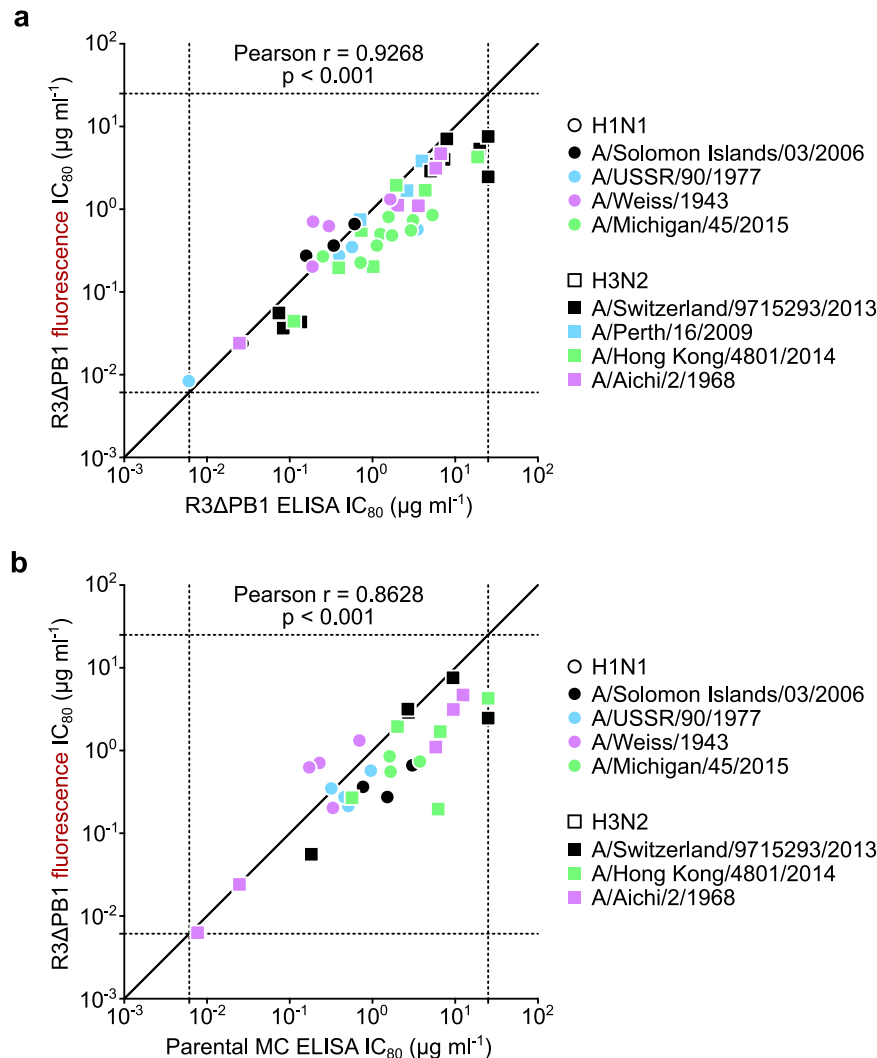 a
Pearson r = 0.9268
p < 0.001
10²
10¹
10⁰
10⁻¹
10⁻²
10⁻³
R3ΔPB1 fluorescence IC₈₀ (µg ml⁻¹)
10⁻³ 10⁻² 10⁻¹ 10⁰ 10¹ 10²
R3ΔPB1 ELISA IC₈₀ (µg ml⁻¹)
H1N1
A/Solomon Islands/03/2006
A/USSR/90/1977
A/Weiss/1943
A/Michigan/45/2015
H3N2
A/Switzerland/9715293/2013
A/Perth/16/2009
A/Hong Kong/4801/2014
A/Aichi/2/1968
b
Pearson r = 0.8628
p < 0.001
10²
10¹
10⁰
10⁻¹
10⁻²
10⁻³
R3ΔPB1 fluorescence IC₈₀ (µg ml⁻¹)
10⁻³ 10⁻² 10⁻¹ 10⁰ 10¹ 10²
Parental MC ELISA IC₈₀ (µg ml⁻¹)
H1N1
A/Solomon Islands/03/2006
A/USSR/90/1977
A/Weiss/1943
A/Michigan/45/2015
H3N2
A/Switzerland/9715293/2013
A/Hong Kong/4801/2014
A/Aichi/2/1968